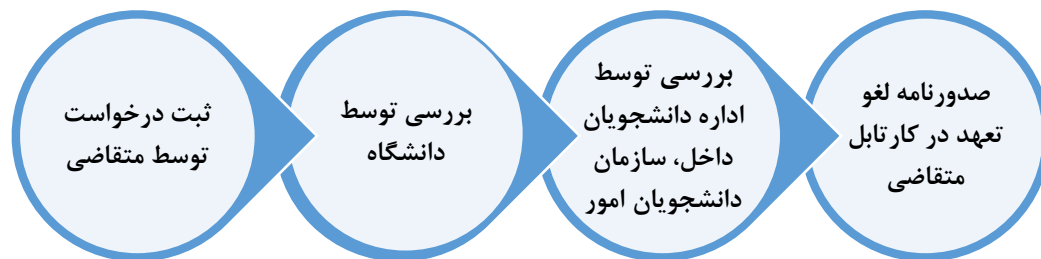 ثبت درخواست
توسط متقاضی
بررسی توسط
دانشگاه
بررسی توسط
اداره دانشجویان
داخل، سازمان
دانشجویان امور
صدورنامه لغو
تعهد در کارتابل
متقاضی